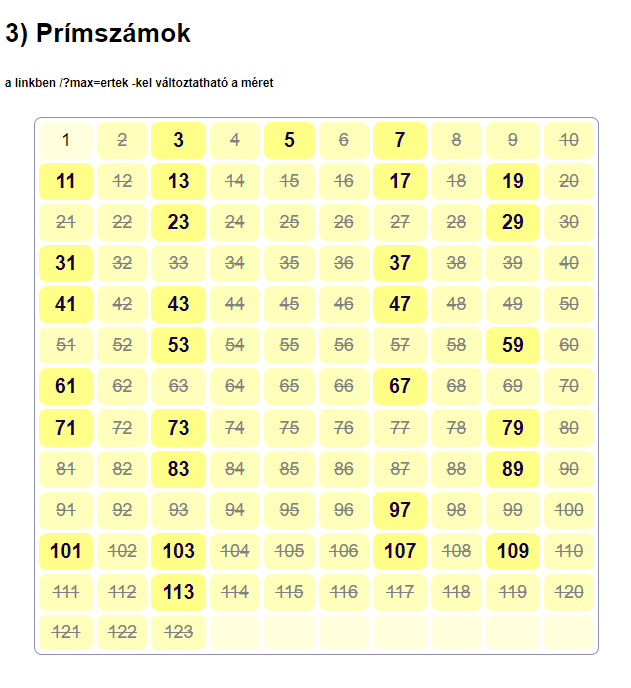 3) Prímszámok
a linkben /?max=ertek -kel változtatható a méret
1 2 3 4 5 6 7 8 9 10
11 12 13 14 15 16 17 18 19 20
21 22 23 24 25 26 27 28 29 30
31 32 33 34 35 36 37 38 39 40
41 42 43 44 45 46 47 48 49 50
51 52 53 54 55 56 57 58 59 60
61 62 63 64 65 66 67 68 69 70
71 72 73 74 75 76 77 78 79 80
81 82 83 84 85 86 87 88 89 90
91 92 93 94 95 96 97 98 99 100
101 102 103 104 105 106 107 108 109 110
111 112 113 114 115 116 117 118 119 120
121 122 123